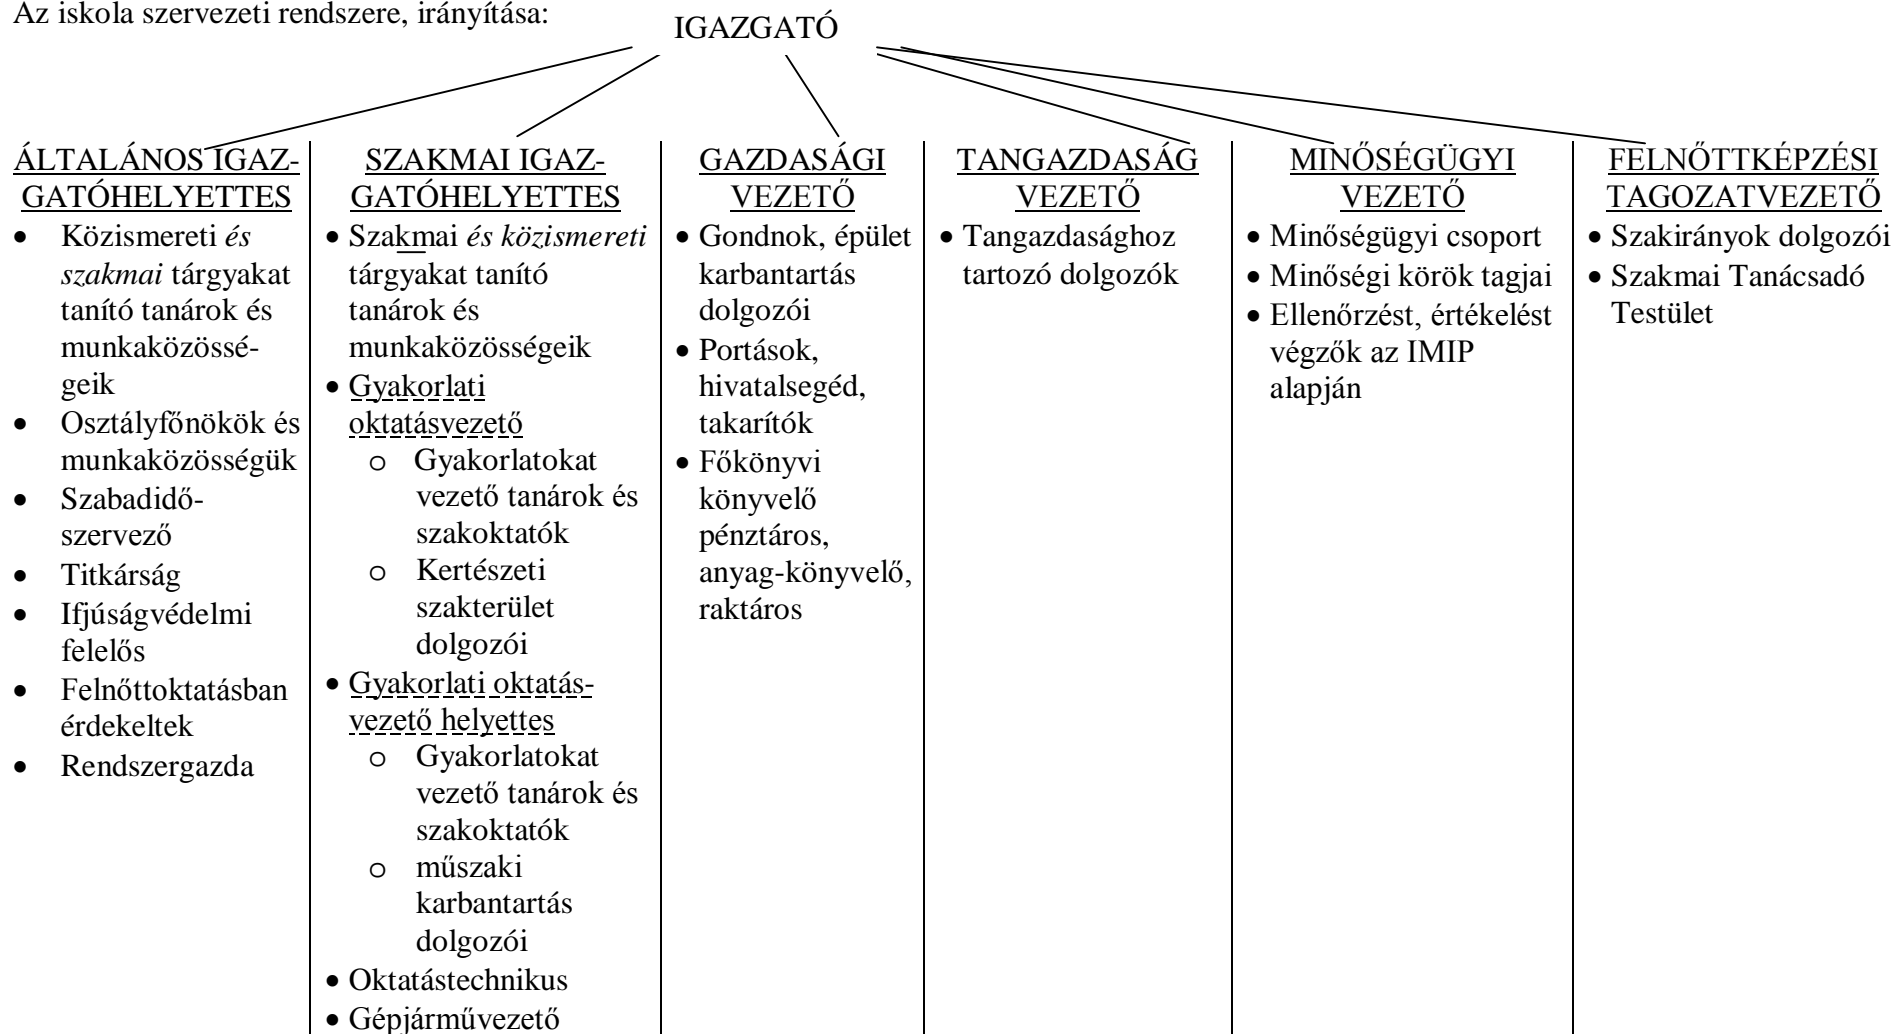 Az iskola szervezeti rendszere, irányítása:
IGAZGATÓ
ÁLTALÁNOS IGAZ-
GATÓHELYETTES
• Közismereti és
szakmai tárgyakat
tanító tanárok és
munkaközössé-
geik
• Osztályfőnökök és
munkaközösségük
• Szabadidő-
szervező
• Titkárság
• Ifjúságvédelmi
felelős
• Felnőttoktatásban
érdekeltek
• Rendszergazda
SZAKMAI IGAZ-
GATÓHELYETTES
• Szakmai és közismereti
tárgyakat tanító
tanárok és
munkaközösségeik
• Gyakorlati
oktatásvezető
o Gyakorlatokat
vezető tanárok és
szakoktatók
o Kertészeti
szakterület
dolgozói
• Gyakorlati oktatás-
vezető helyettes
o Gyakorlatokat
vezető tanárok és
szakoktatók
o műszaki
karbantartás
dolgozói
• Oktatástechnikus
• Gépjárművezető
GAZDASÁGI
VEZETŐ
• Gondnok, épület
karbantartás
dolgozói
• Portások,
hivatalsegéd,
takarítók
• Főkönyvi
könyvelő
pénztáros,
anyag-könyvelő,
raktáros
TANGAZDASÁG
VEZETŐ
• Tangazdasághoz
tartozó dolgozók
MINŐSÉGÜGYI
VEZETŐ
• Minőségügyi csoport
• Minőségi körök tagjai
• Ellenőrzést, értékelést
végzők az IMIP
alapján
FELNŐTTKÉPZÉSI
TAGOZATVEZETŐ
• Szakirányok dolgozói
• Szakmai Tanácsadó
Testület